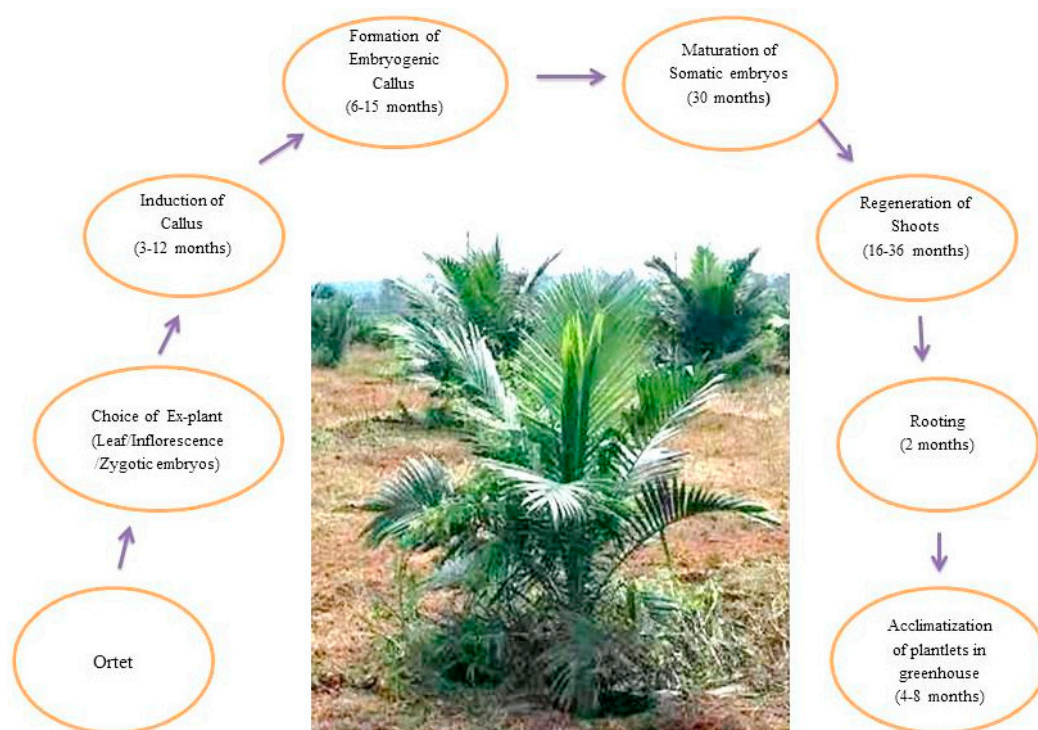 Ortet
Choice of Ex-plant
(Leaf/Inflorescence
/Zygotic embryos)
Induction of
Callus
(3-12 months)
Formation of
Embryogenic
Callus
(6-15 months)
Maturation of
Somatic embryos
(30 months)
Regeneration of
Shoots
(16-36 months)
Rooting
(2 months)
Acclimatization
of plantlets in
greenhouse
(4-8 months)